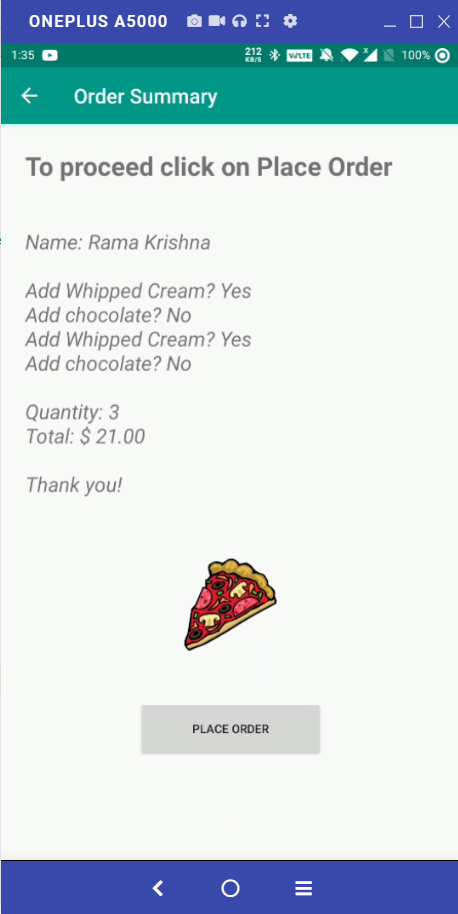 ONEPLUS A5000
1:35
212
KB/S
VoLTE
x
100%
Order Summary
To proceed click on Place Order
Name: Rama Krishna
Add Whipped Cream? Yes
Add chocolate? No
Add Whipped Cream? Yes
Add chocolate? No
Quantity: 3
Total: $ 21.00
Thank you!
PLACE ORDER